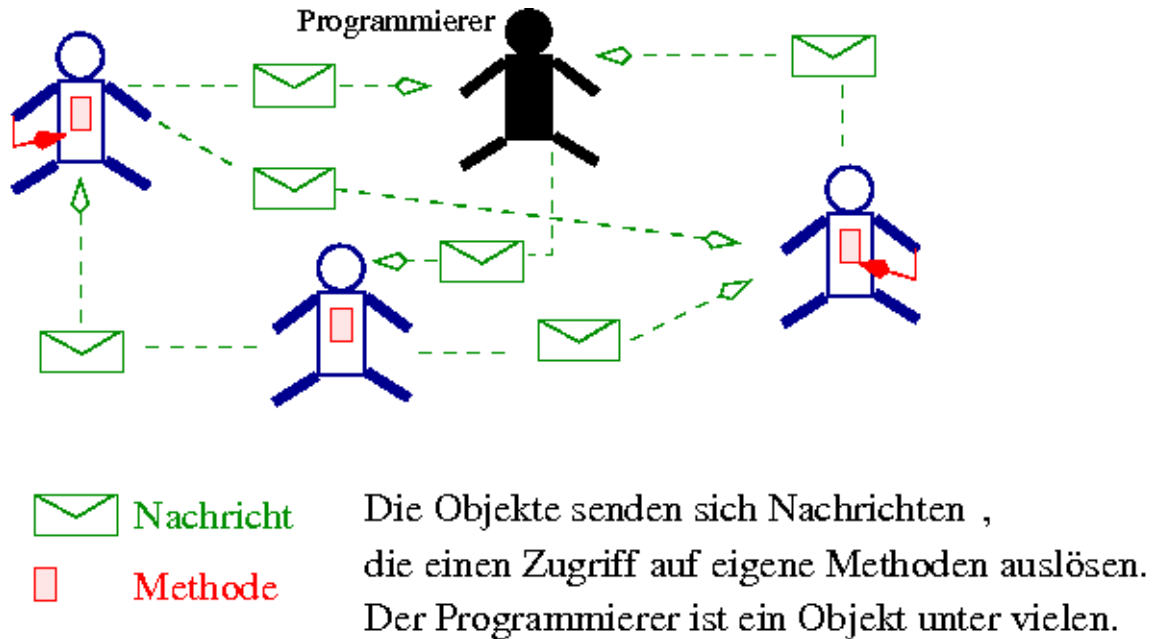 Programmierer
Nachricht
Methode
Die Objekte senden sich Nachrichten ,
die einen Zugriff auf eigene Methoden auslösen.
Der Programmierer ist ein Objekt unter vielen.